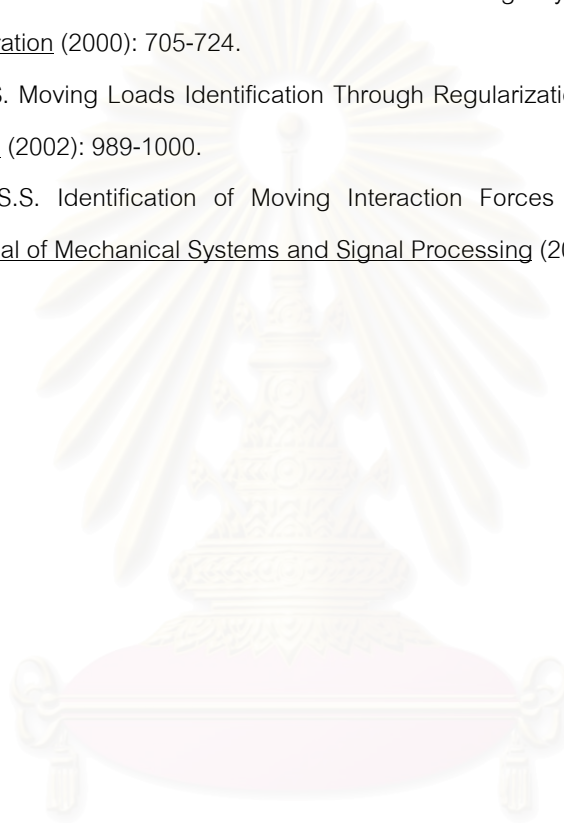 ration (2000): 705-724.
S. Moving Loads Identification Through Regularizati
(2002): 989-1000.
S.S. Identification of Moving Interaction Forces
al of Mechanical Systems and Signal Processing (20